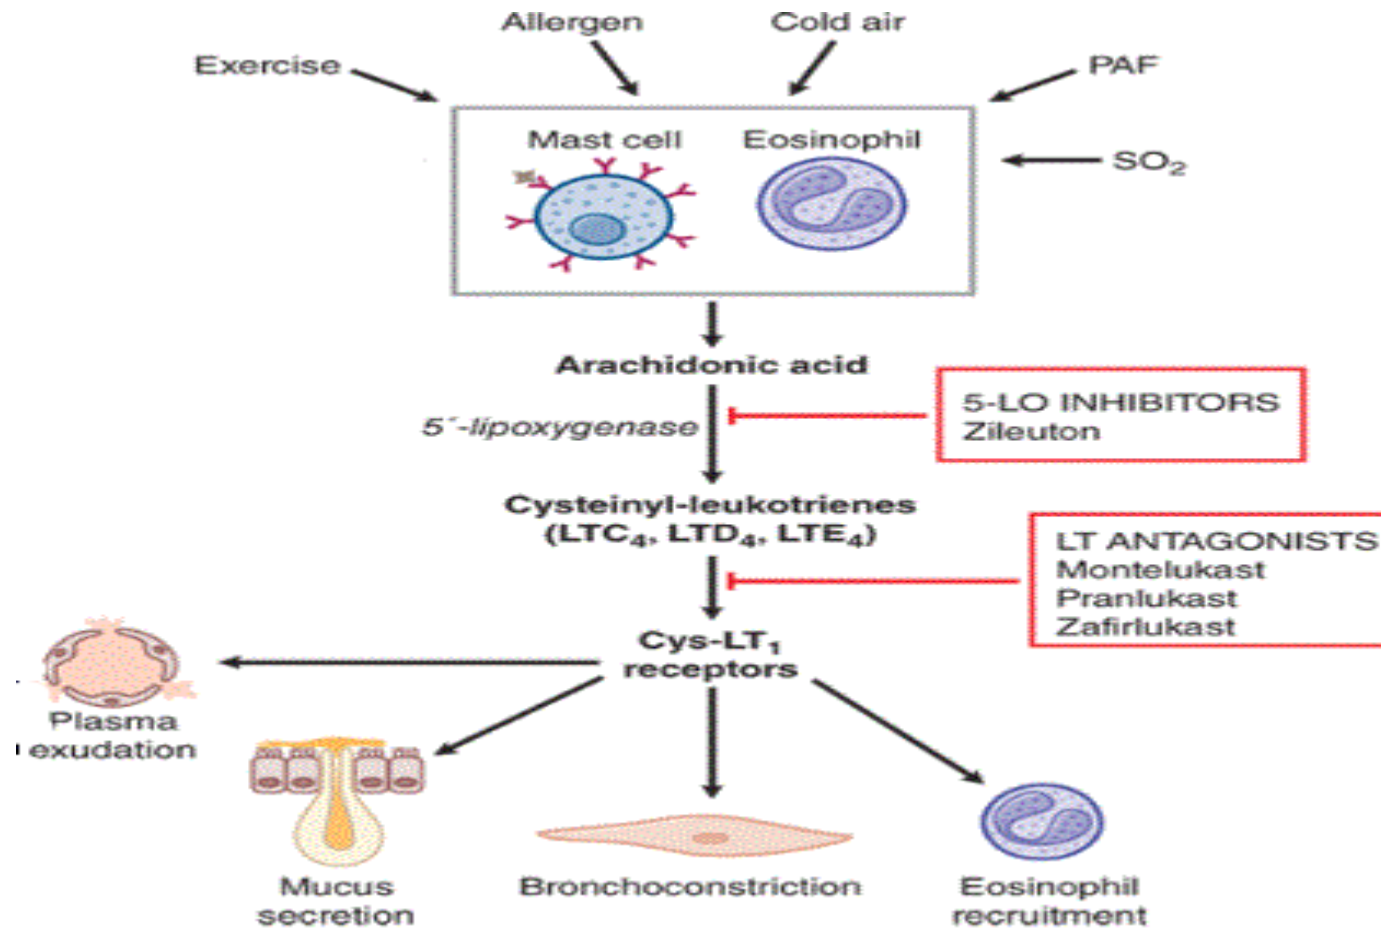 Allergen
Cold air
Exercise
PAF
Mast cell
Eosinophil
SO₂
Arachidonic acid
5´-lipoxygenase
5-LO INHIBITORS
Zileuton
Cysteinyl-leukotrienes
(LTC₄, LTD₄, LTE₄)
LT ANTAGONISTS
Montelukast
Pranlukast
Zafirlukast
Cys-LT₁
receptors
Plasma
exudation
Mucus
secretion
Bronchoconstriction
Eosinophil
recruitment